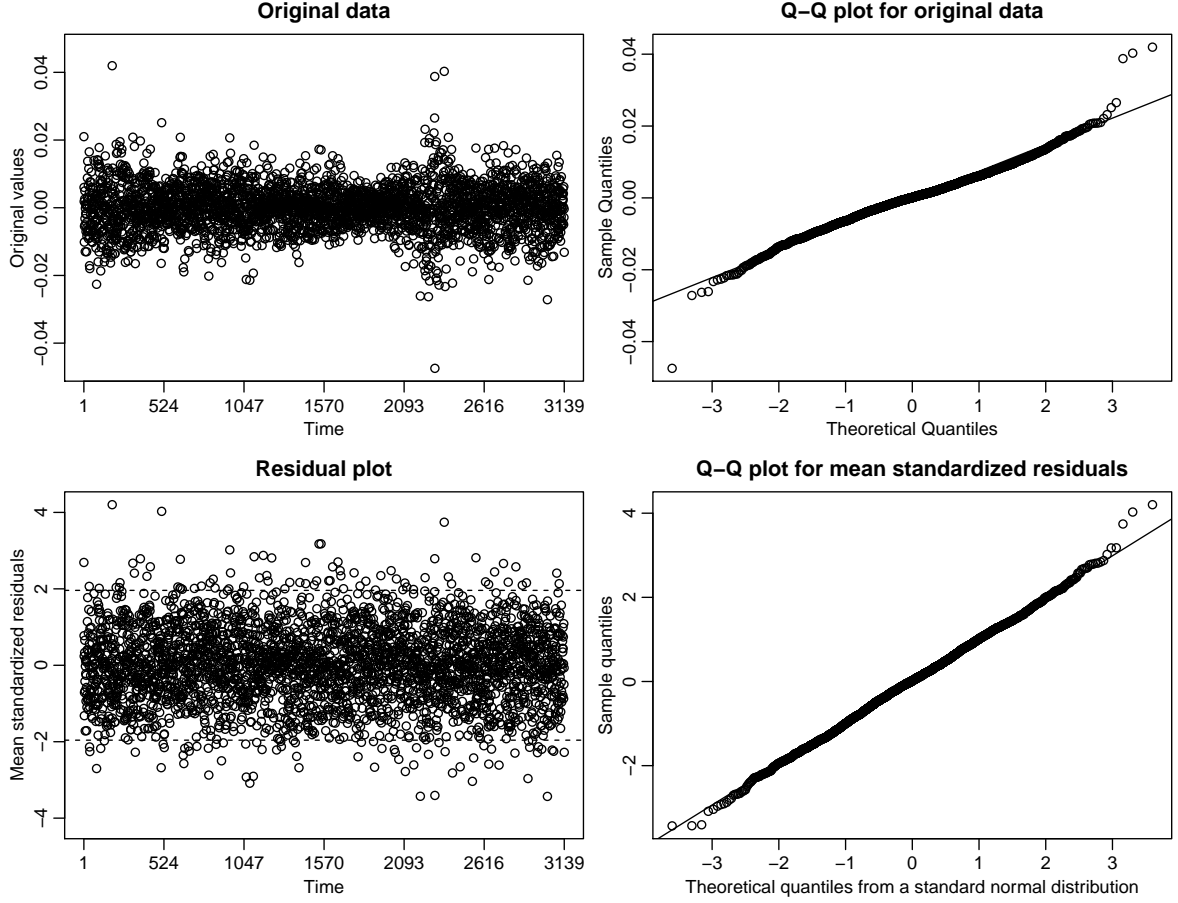 Original data
Original values
0.04
0.02
0.00
−0.02
−0.04
1 524 1047 1570 2093 2616 3139
Time
Q−Q plot for original data
Sample Quantiles
0.04
0.02
0.00
−0.02
−0.04
−3 −2 −1 0 1 2 3
Theoretical Quantiles
Residual plot
Mean standardized residuals
4
2
0
−2
−4
1 524 1047 1570 2093 2616 3139
Time
Q−Q plot for mean standardized residuals
Sample quantiles
4
2
0
−2
−3 −2 −1 0 1 2 3
Theoretical quantiles from a standard normal distribution